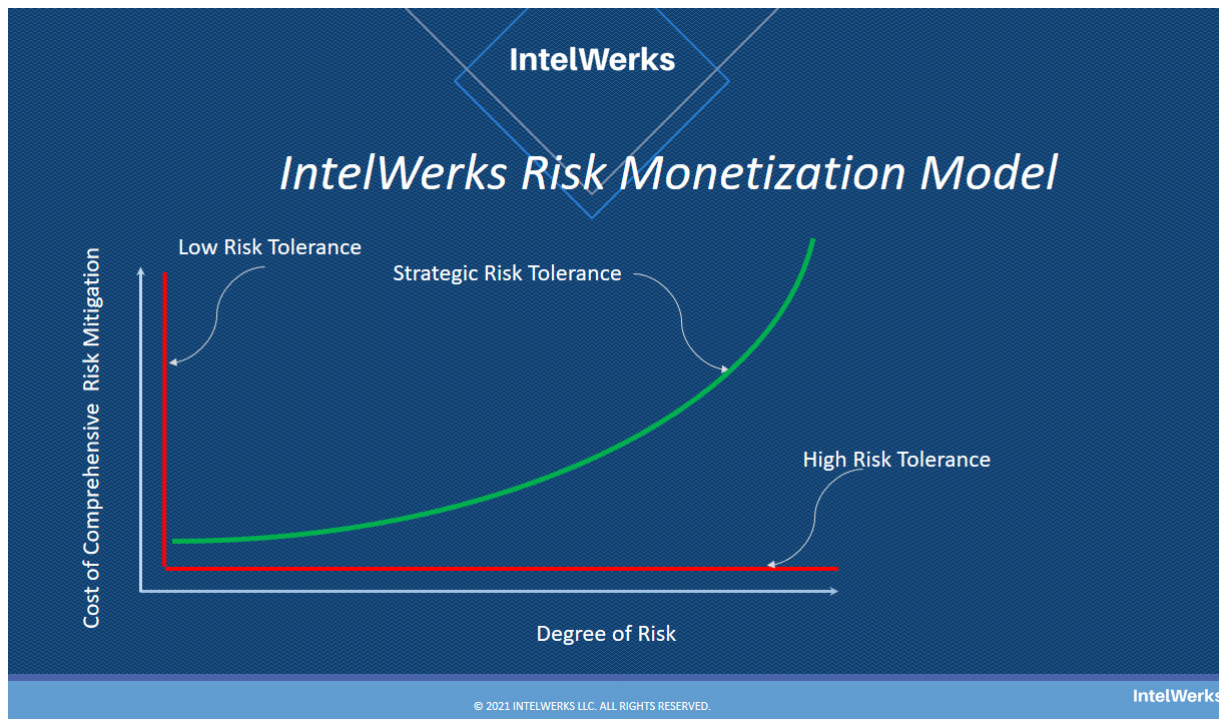 IntelWerks
IntelWerks Risk Monetization Model
Low Risk Tolerance
Strategic Risk Tolerance
High Risk Tolerance
Cost of Comprehensive Risk Mitigation
Degree of Risk
© 2021 INTELWERKS LLC. ALL RIGHTS RESERVED.
IntelWerks